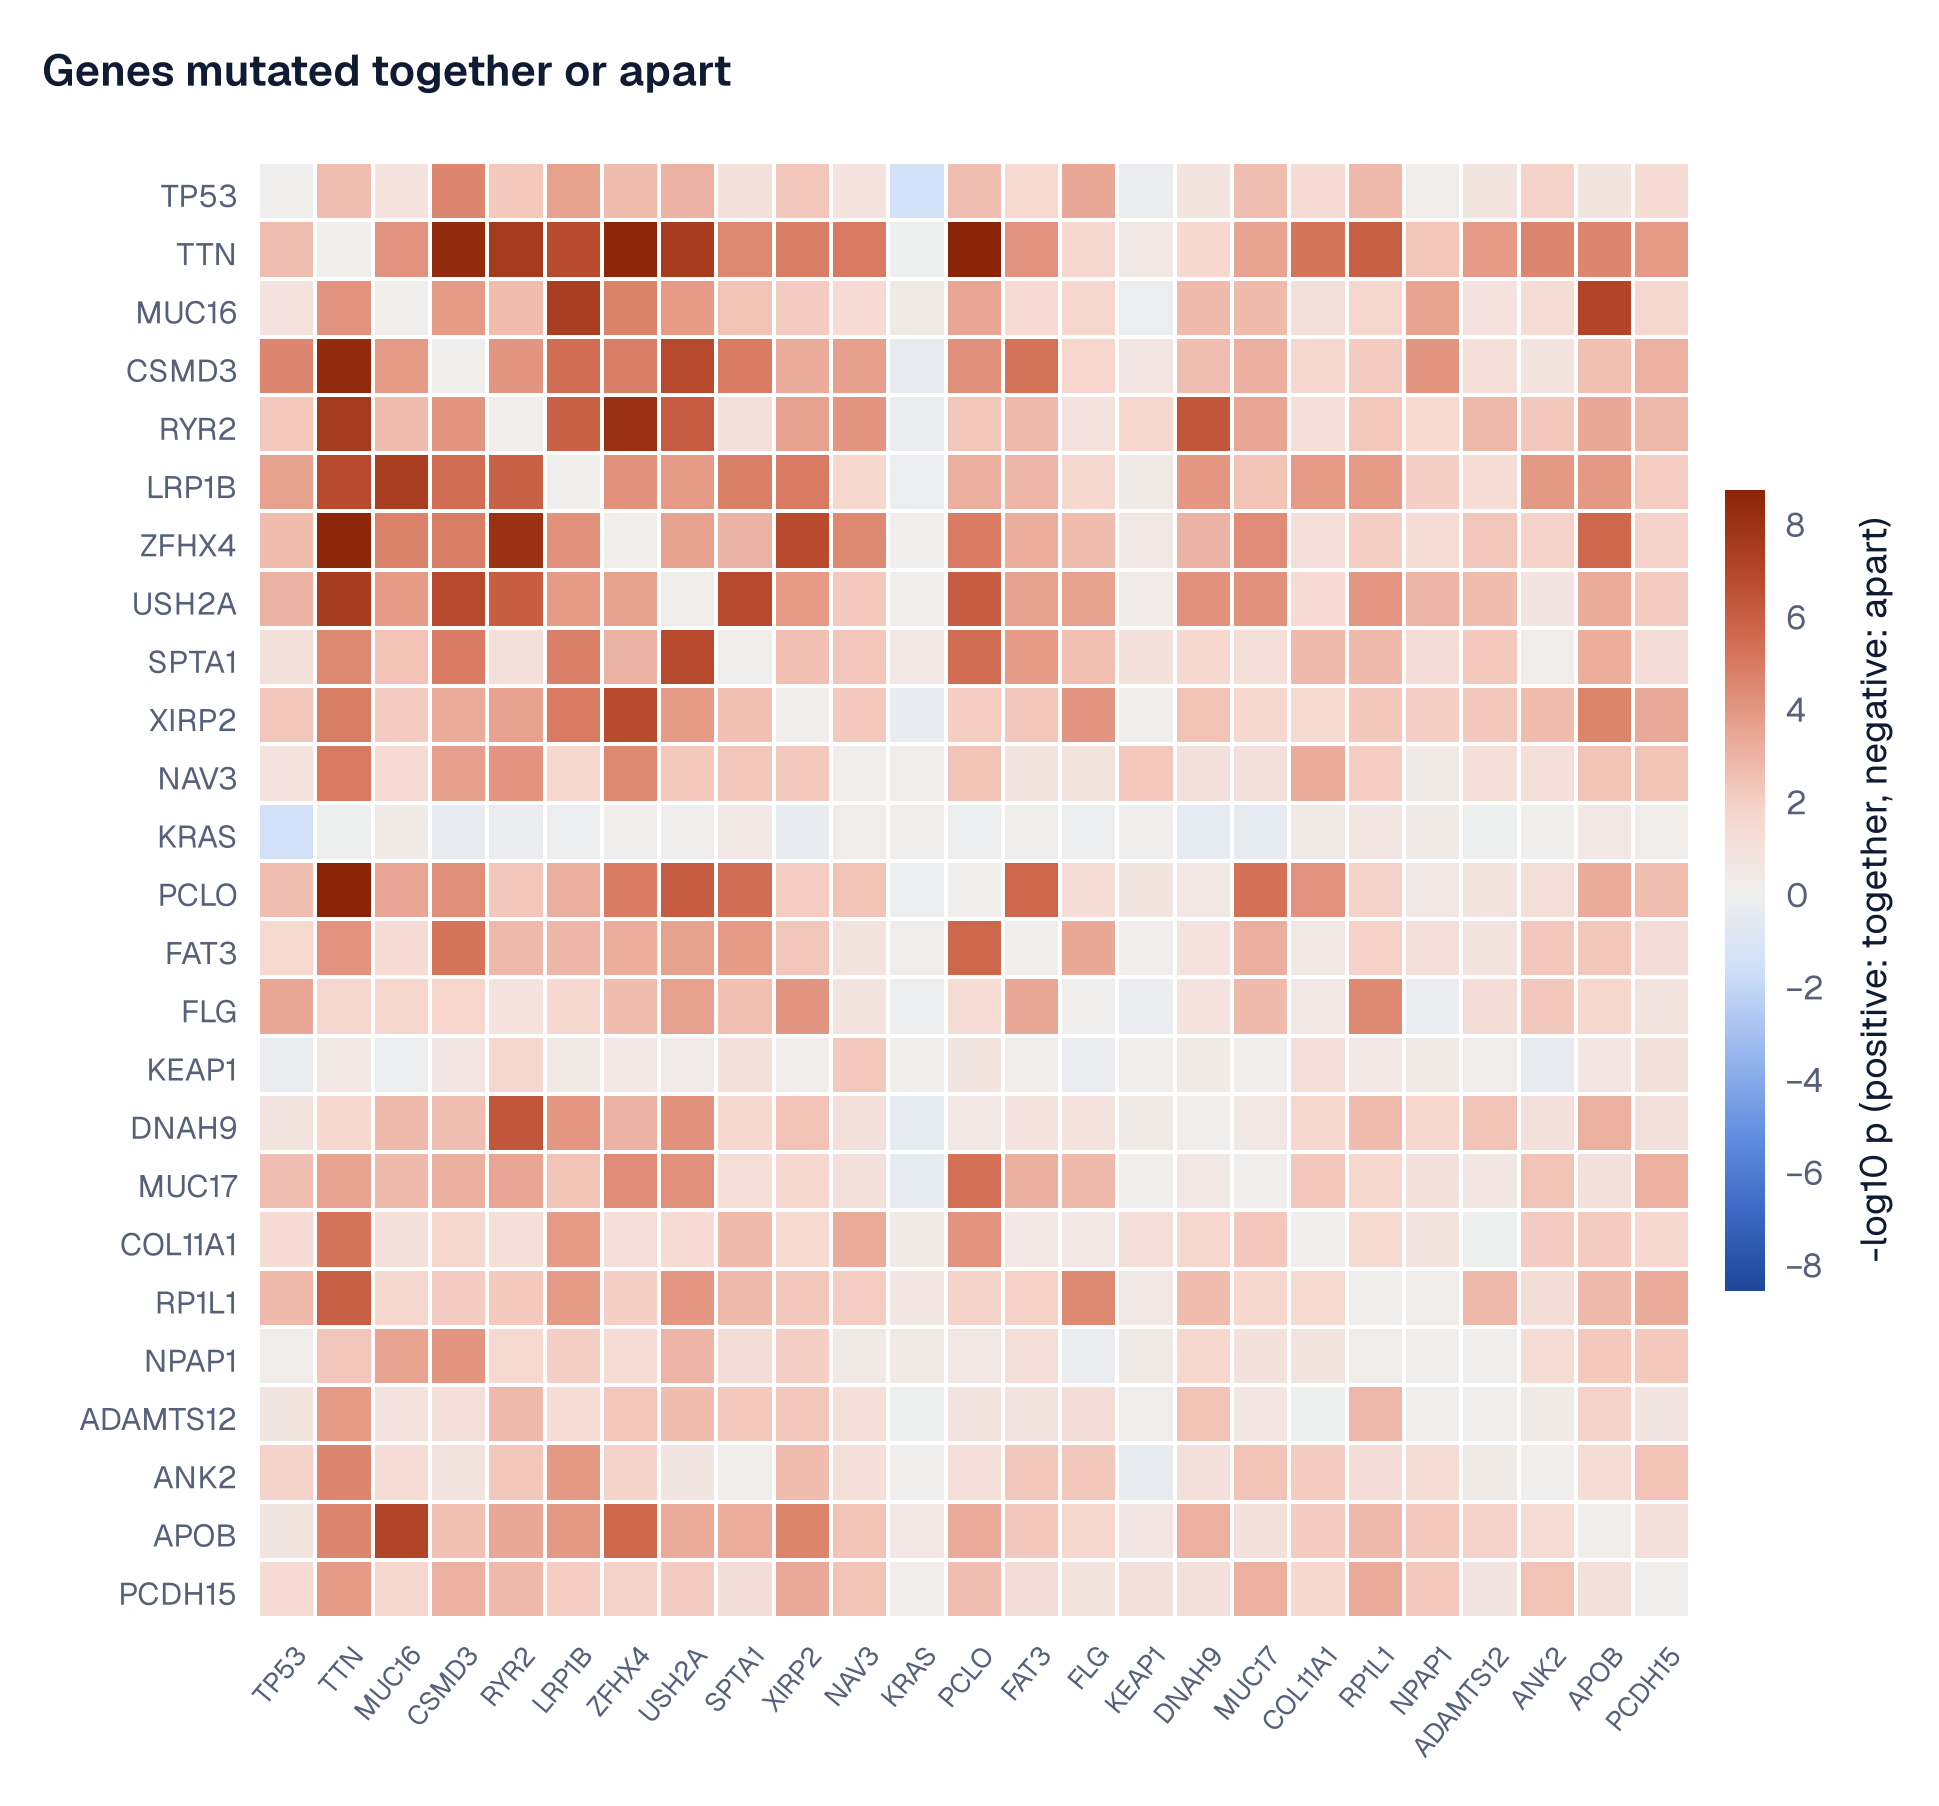 Genes mutated together or apart
TP53
TTN
MUC16
CSMD3
RYR2
LRP1B
ZFHX4
USH2A
SPTA1
XIRP2
NAV3
KRAS
PCLO
FAT3
FLG
KEAP1
DNAH9
MUC17
COL11A1
RP1L1
NPAP1
ADAMTS12
ANK2
APOB
PCDH15
TP53
TTN
MUC16
CSMD3
RYR2
LRP1B
ZFHX4
USH2A
SPTA1
XIRP2
NAV3
KRAS
PCLO
FAT3
FLG
KEAP1
DNAH9
MUC17
COL11A1
RP1L1
NPAP1
ADAMTS12
ANK2
APOB
PCDH15
8
6
4
2
0
−2
−4
−6
−8
-log10 p (positive: together, negative: apart)